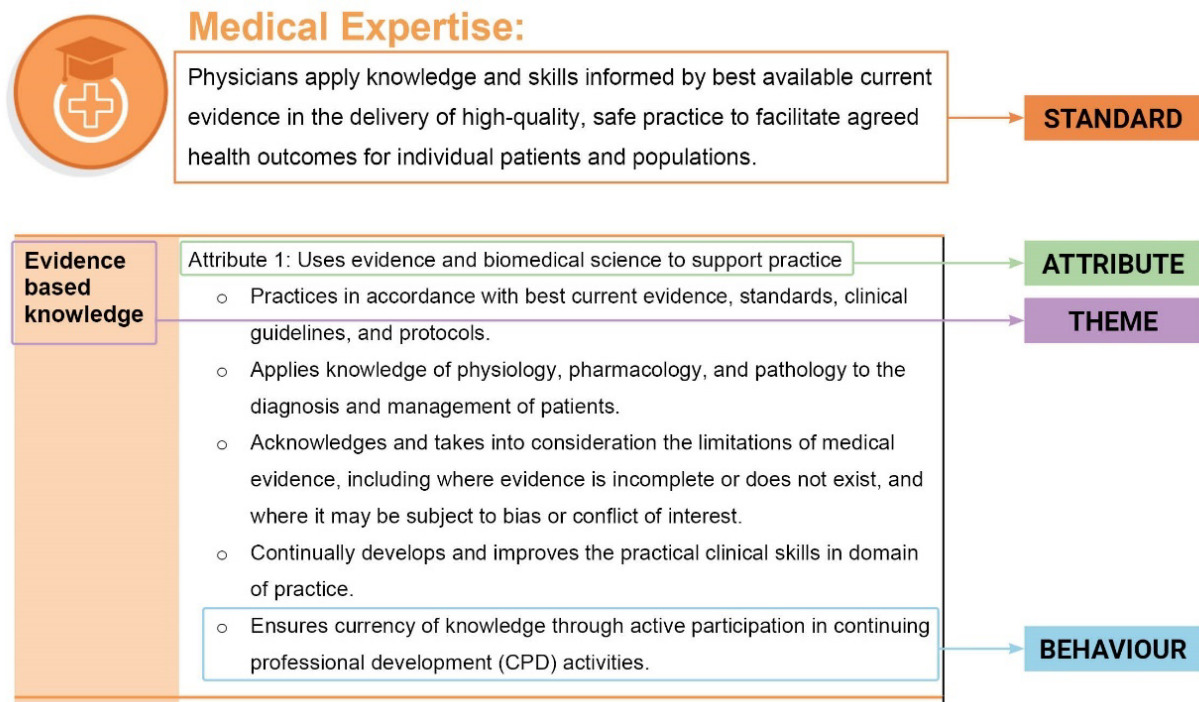 Medical Expertise:
Physicians apply knowledge and skills informed by best available current
evidence in the delivery of high-quality, safe practice to facilitate agreed
health outcomes for individual patients and populations.
STANDARD
Evidence
based
knowledge
Attribute 1: Uses evidence and biomedical science to support practice
ATTRIBUTE
o Practices in accordance with best current evidence, standards, clinical
guidelines, and protocols.
THEME
o Applies knowledge of physiology, pharmacology, and pathology to the
diagnosis and management of patients.
o Acknowledges and takes into consideration the limitations of medical
evidence, including where evidence is incomplete or does not exist, and
where it may be subject to bias or conflict of interest.
o Continually develops and improves the practical clinical skills in domain
of practice.
o Ensures currency of knowledge through active participation in continuing
professional development (CPD) activities.
BEHAVIOUR